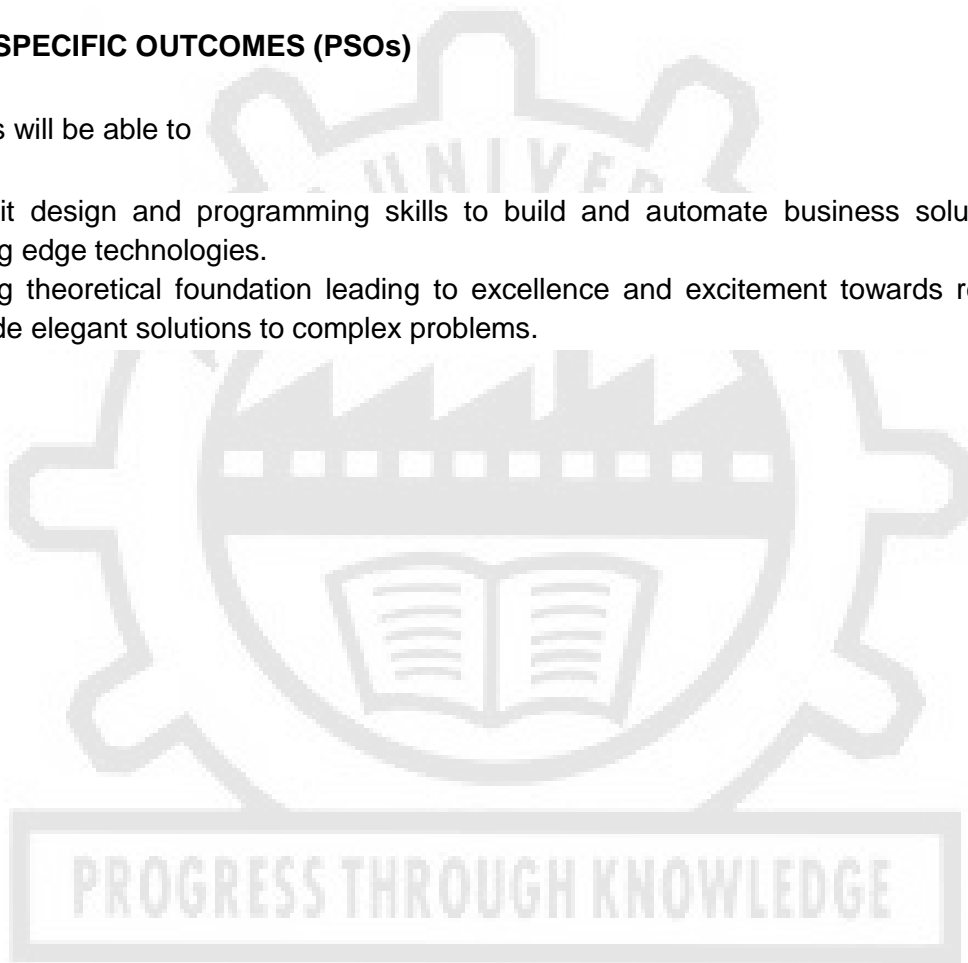 SPECIFIC OUTCOMES (PSOs)
s will be able to
UNIVER
it design and programming skills to build and automate business solu
g edge technologies.
g theoretical foundation leading to excellence and excitement towards r
de elegant solutions to complex problems.
PROGRESS THROUGH KNOWLEDGE